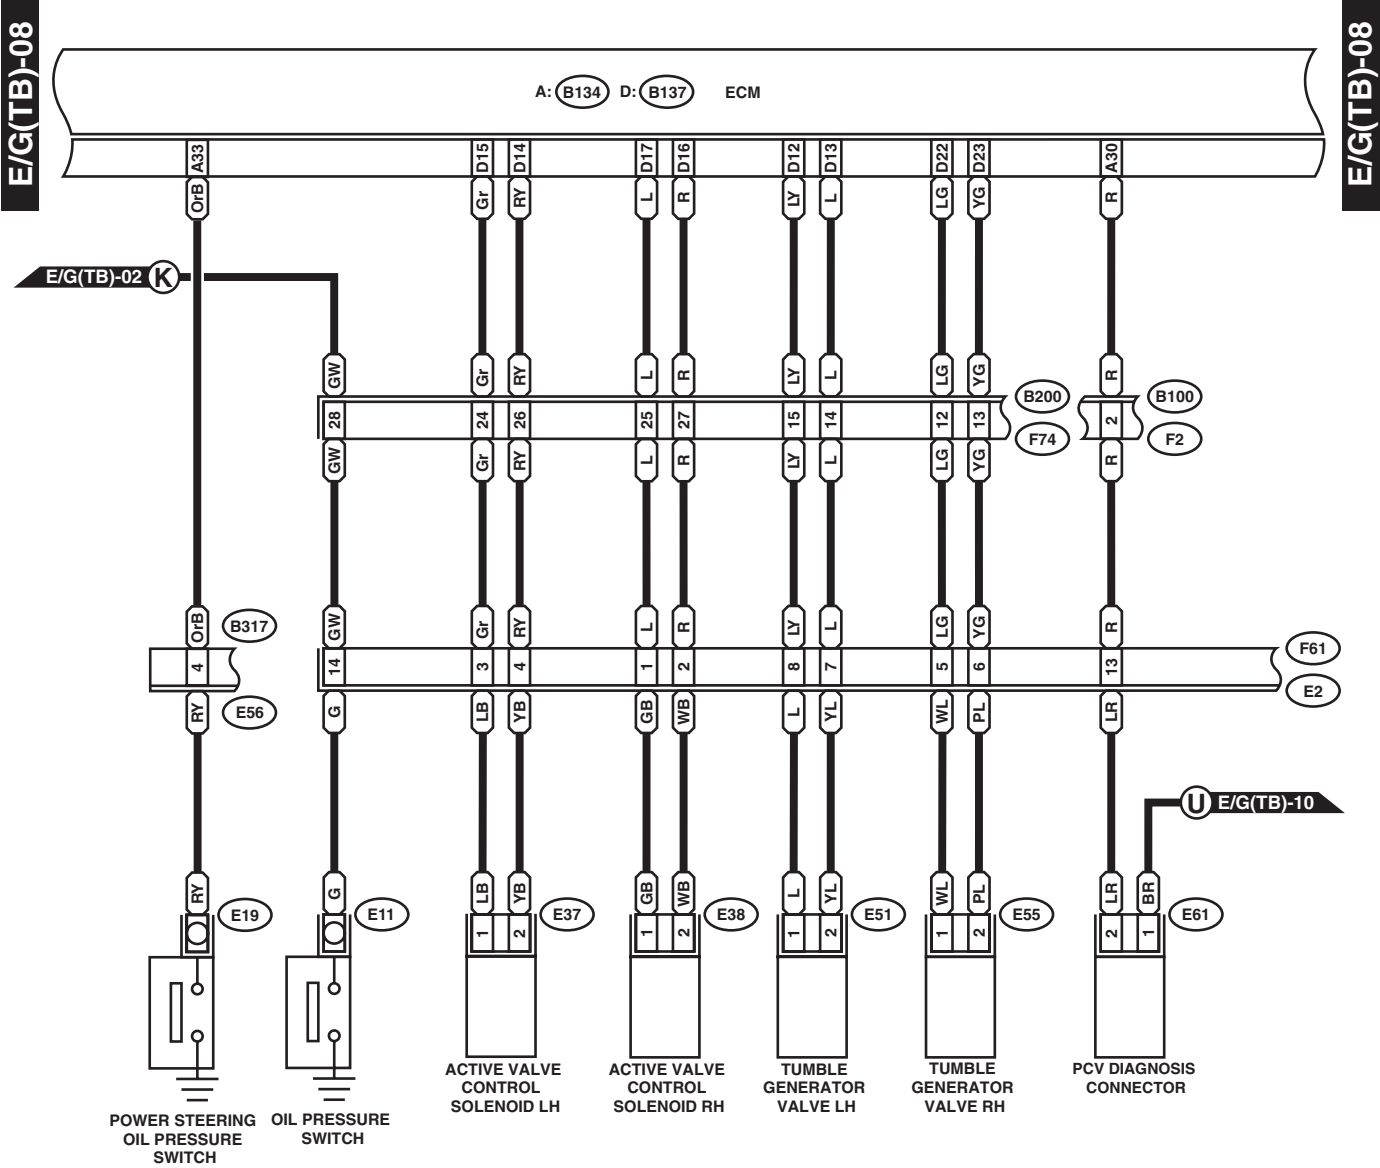 E/G(TB)-08
E/G(TB)-08
A: B134 D: B137 ECM
A33 D15 D14 D17 D16 D12 D13 D22 D23 A30
OrB Gr RY L R LY L LG YG R
E/G(TB)-02 K
GW Gr RY L R LY L LG YG R
B200 B100
28 24 26 25 27 15 14 12 13 2
F74 F2
GW Gr RY L R LY L LG YG R
OrB GW Gr RY L R LY L LG YG R
B317
F61
4 14 3 4 1 2 8 7 5 6 13
E2
RY G LB YB GB WB L YL WL PL LR
E56
U E/G(TB)-10
RY G LB YB GB WB L YL WL PL LR BR
E19 E11 E37 E38 E51 E55 E61
1 2 1 2 1 2 1 2 2 1
ACTIVE VALVE
CONTROL
SOLENOID LH
ACTIVE VALVE
CONTROL
SOLENOID RH
TUMBLE
GENERATOR
VALVE LH
TUMBLE
GENERATOR
VALVE RH
PCV DIAGNOSIS
CONNECTOR
POWER STEERING
OIL PRESSURE
SWITCH
OIL PRESSURE
SWITCH